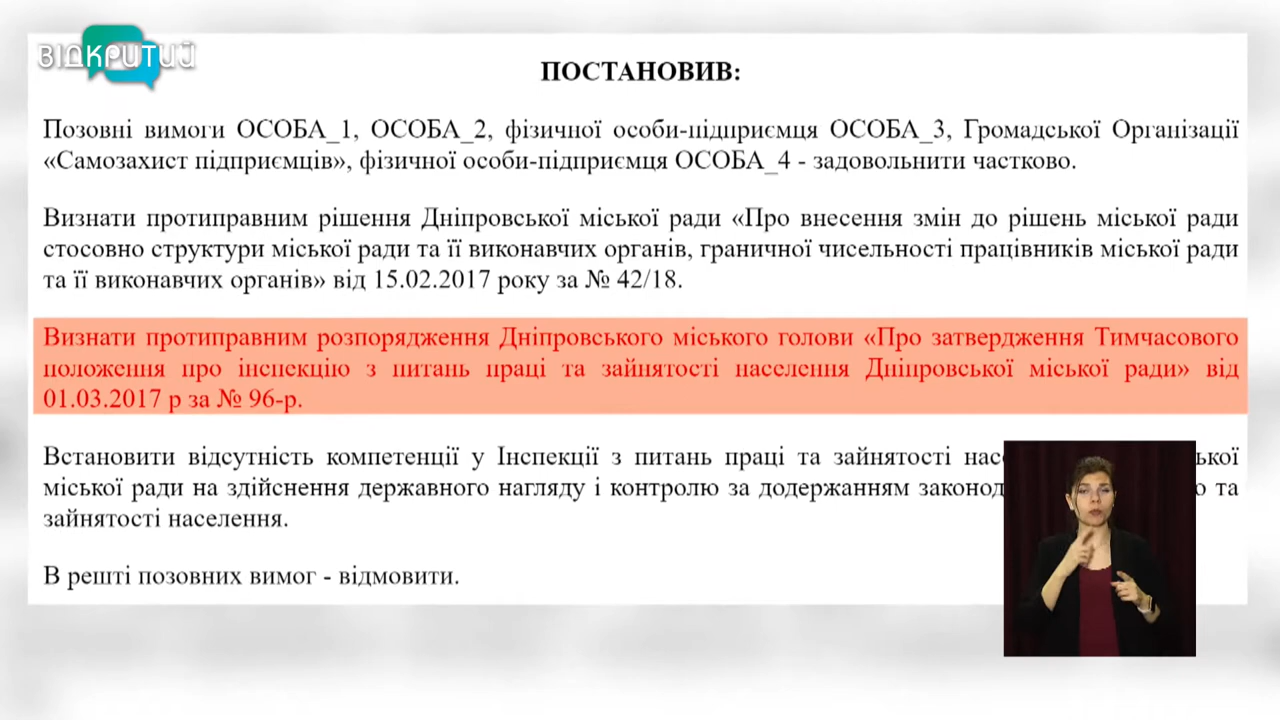 ВІДКРИТИЙ
ПОСТАНОВИВ:
Позовні вимоги ОСОБА_1, ОСОБА_2, фізичної особи-підприємця ОСОБА_3, Громадської Організації
«Самозахист підприємців», фізичної особи-підприємця ОСОБА_4 - задовольнити частково.
Визнати протиправним рішення Дніпровської міської ради «Про внесення змін до рішень міської ради
стосовно структури міської ради та її виконавчих органів, граничної чисельності працівників міської ради
та її виконавчих органів» від 15.02.2017 року за № 42/18.
Визнати протиправним розпорядження Дніпровського міського голови «Про затвердження Тимчасового
положення про інспекцію з питань праці та зайнятості населення Дніпровської міської ради» від
01.03.2017 р за № 96-р.
Встановити відсутність компетенції у Інспекції з питань праці та зайнятості
міської ради на здійснення державного нагляду і контролю за додержанням та
зайнятості населення.
В решті позовних вимог - відмовити.